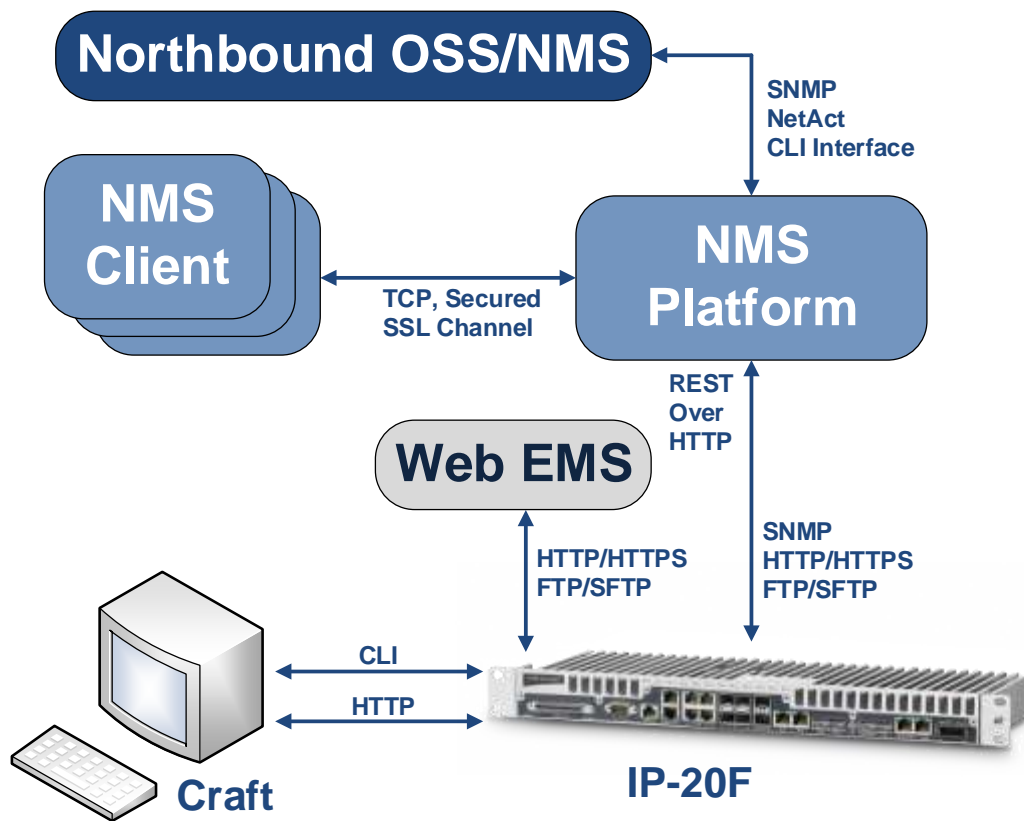 Northbound OSS/NMS
SNMP
NetAct
CLI Interface
NMS
Client
NMS
Platform
TCP, Secured
SSL Channel
REST
Over
HTTP
Web EMS
HTTP/HTTPS
FTP/SFTP
SNMP
HTTP/HTTPS
FTP/SFTP
CLI
HTTP
Craft
IP-20F